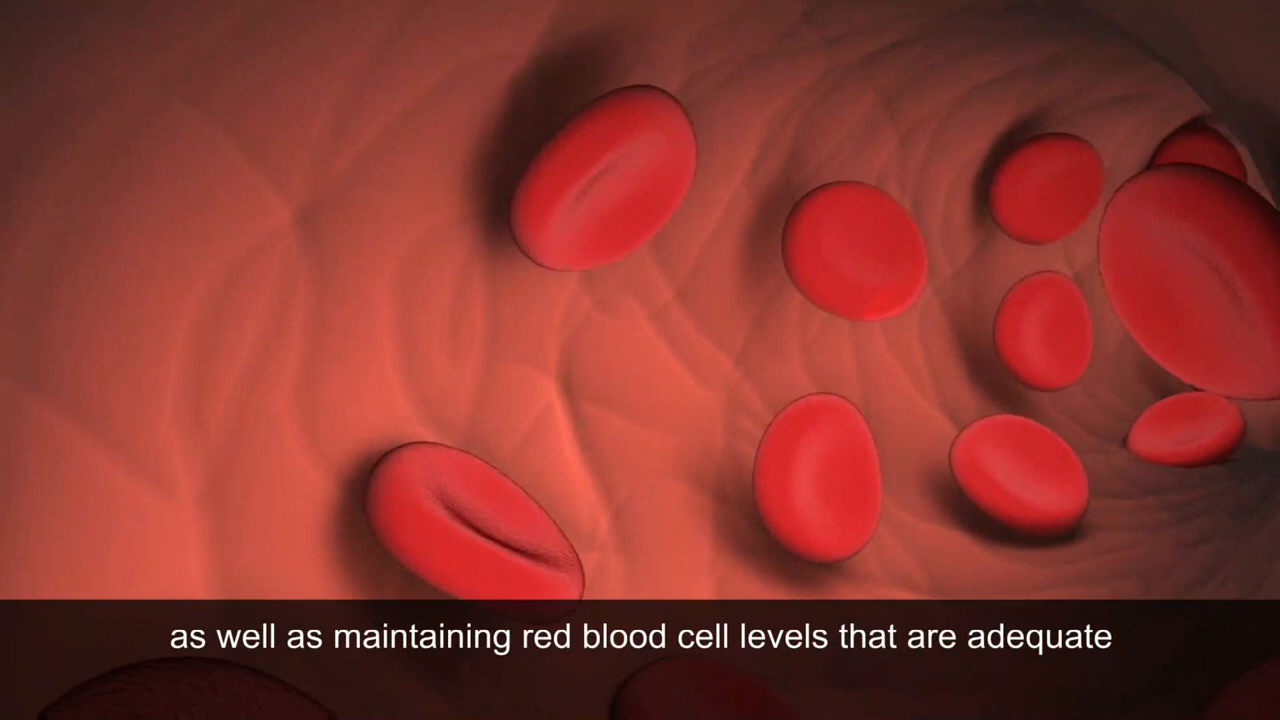 as well as maintaining red blood cell levels that are adequate